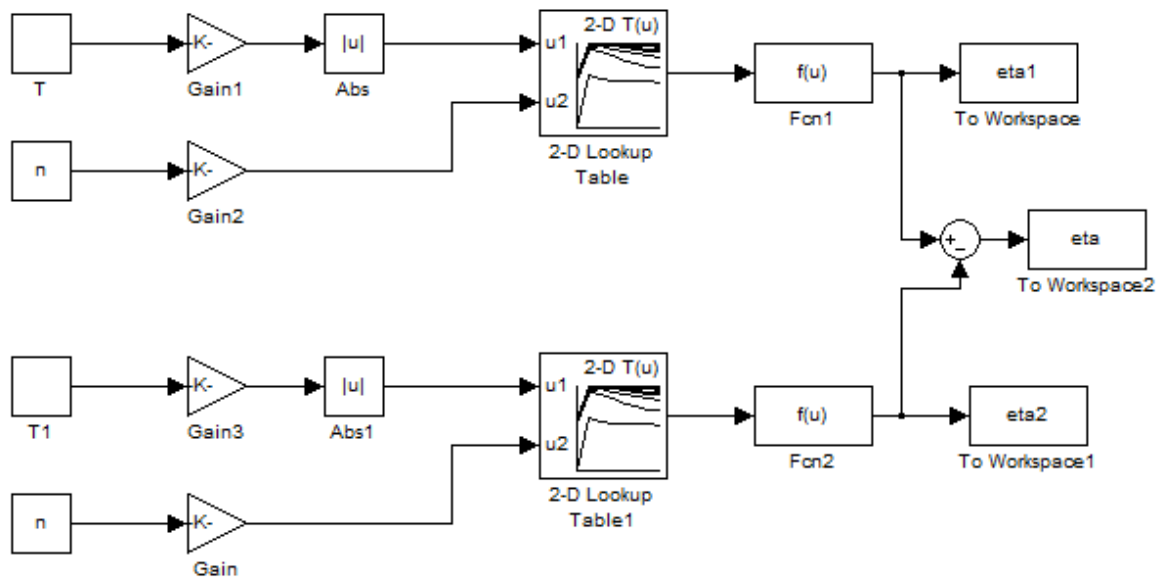 2-D T(u)
K-
|u|
u1
f(u)
eta1
T
Gain1
Abs
u2
Fcn1
To Workspace
n
K-
2-D Lookup
Table
Gain2
+
−
eta
To Workspace2
2-D T(u)
K-
|u|
u1
f(u)
eta2
T1
Gain3
Abs1
u2
Fcn2
To Workspace1
n
K-
2-D Lookup
Table1
Gain